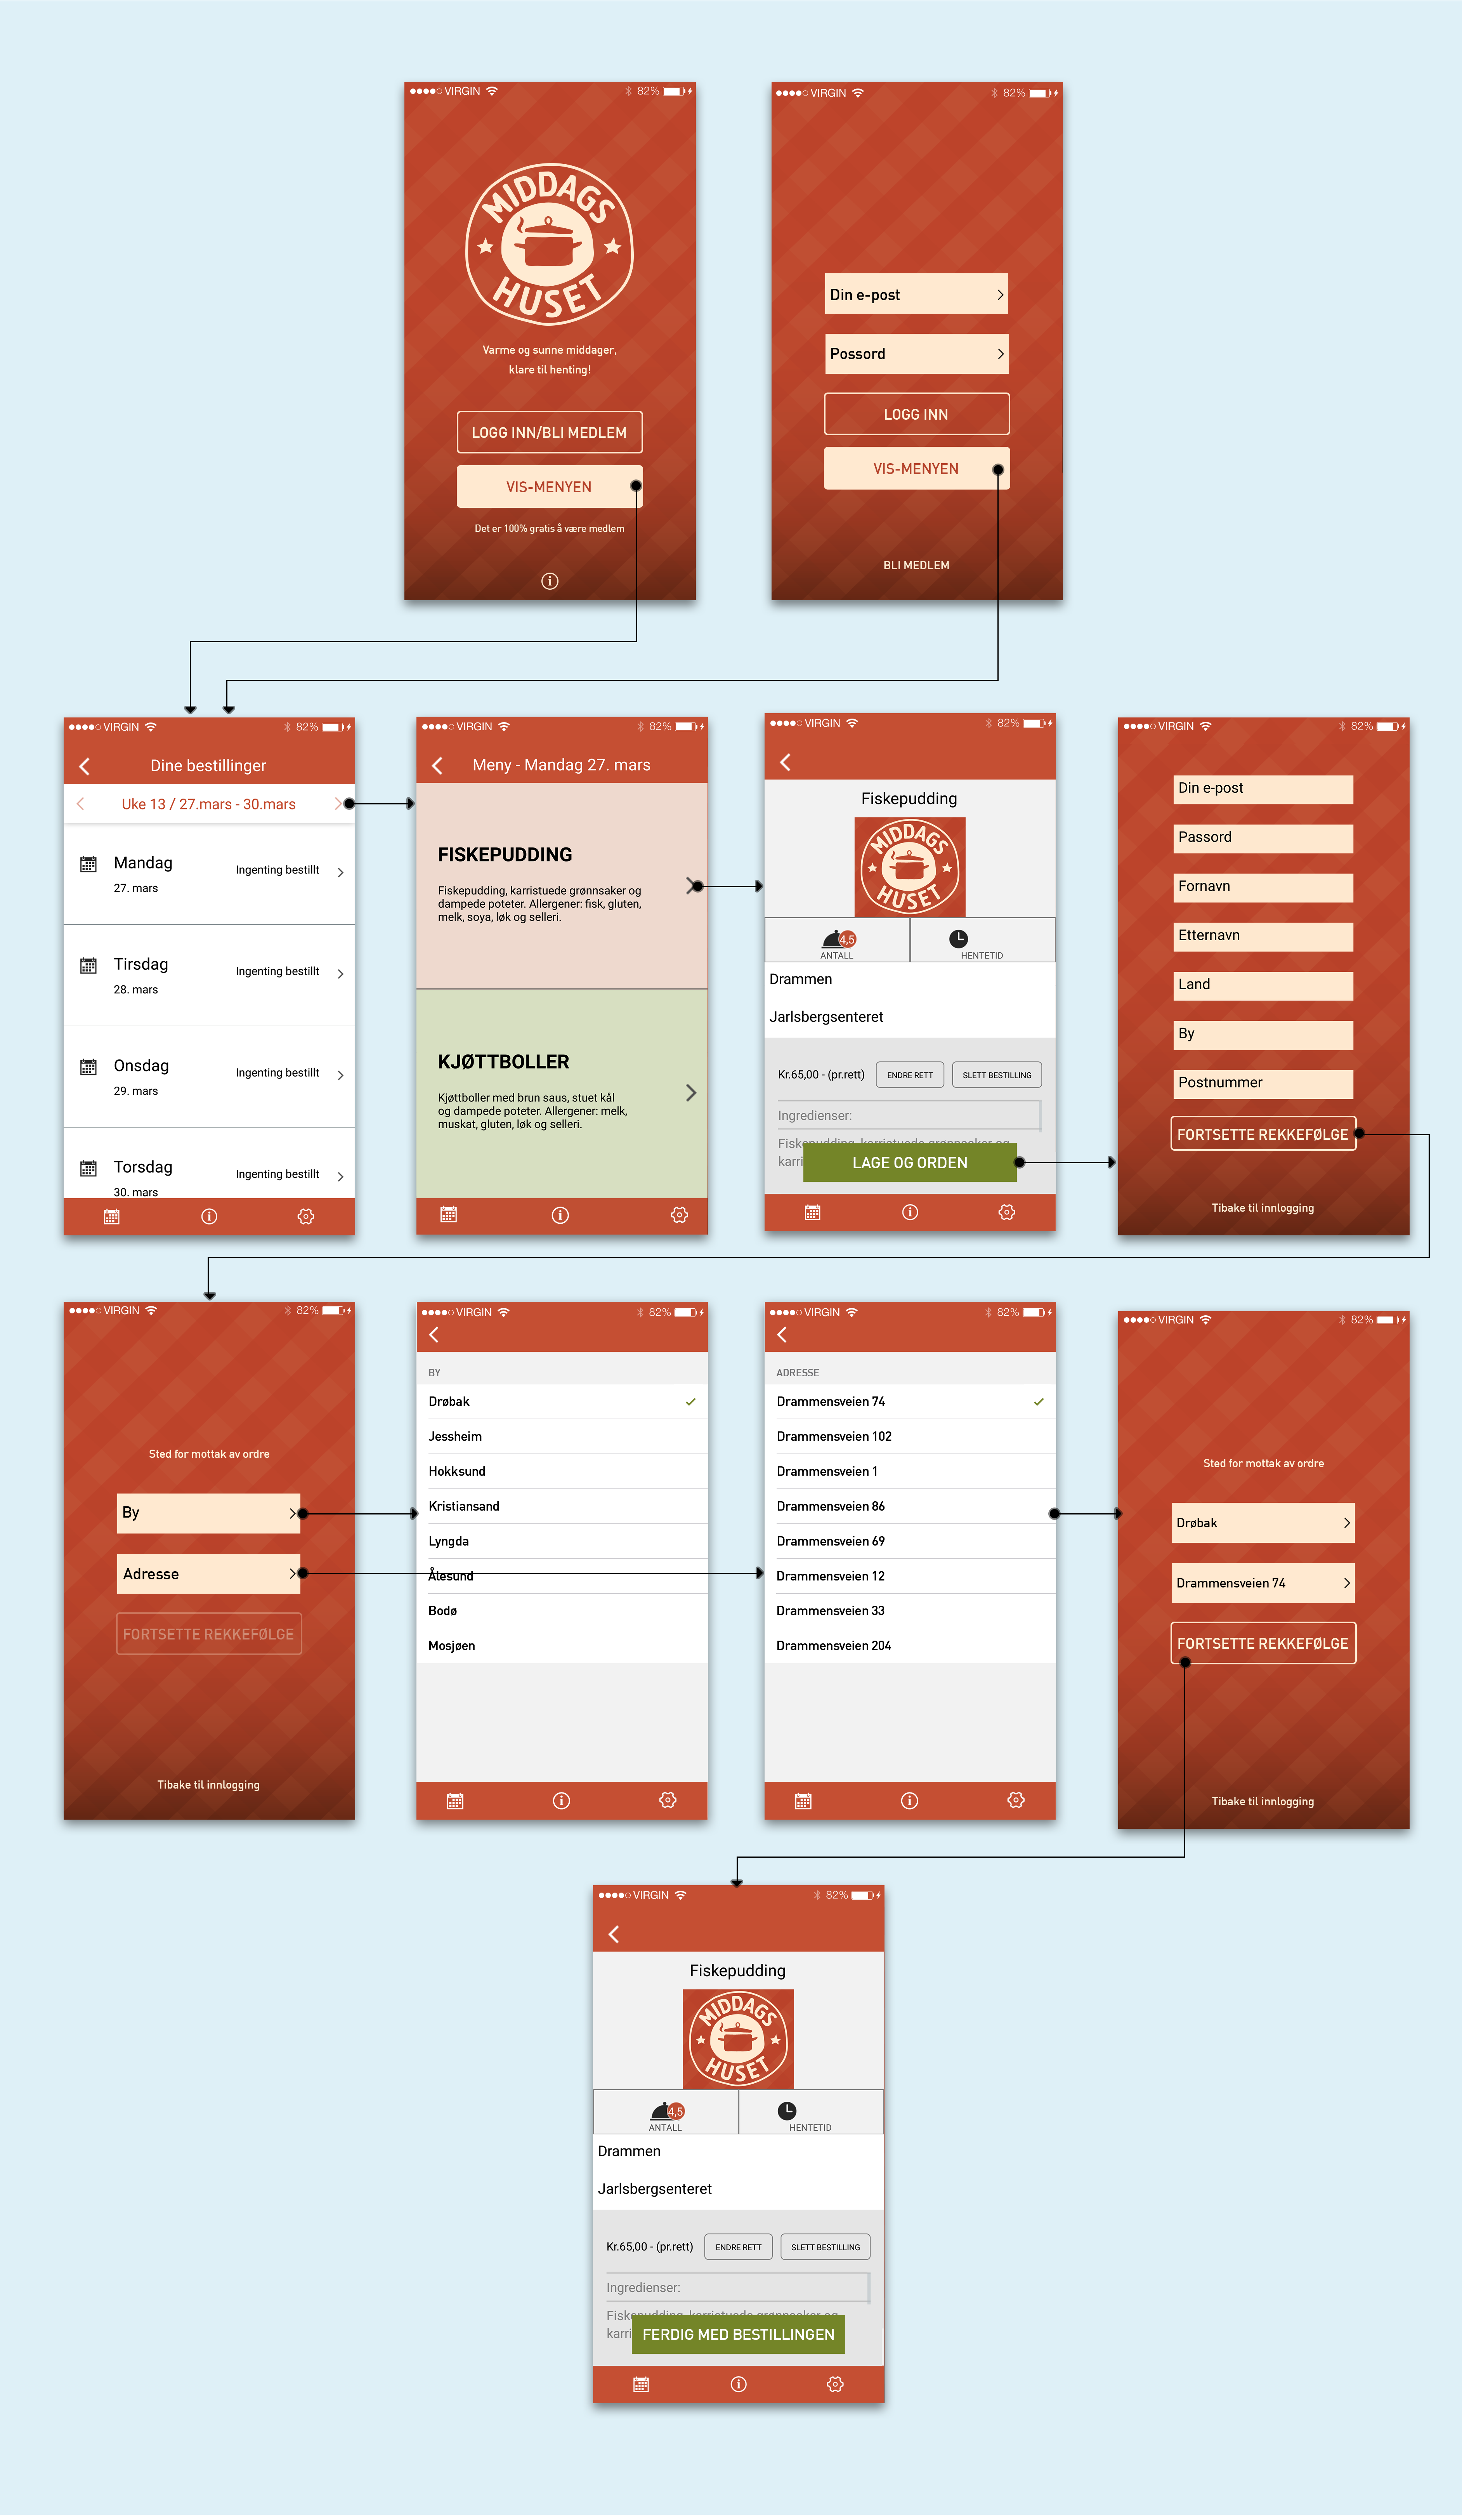 VIRGIN 82%
MIDDAGS
HUSET
Varme og sunne middager,
klare til henting!
LOGG INN/BLI MEDLEM
VIS-MENYEN
Det er 100% gratis å være medlem
VIRGIN 82%
Din e-post
Possord
LOGG INN
VIS-MENYEN
BLI MEDLEM
VIRGIN 82%
Dine bestillinger
Uke 13 / 27.mars - 30.mars
Mandag
Ingenting bestillt
27. mars
Tirsdag
Ingenting bestillt
28. mars
Onsdag
Ingenting bestillt
29. mars
Torsdag
Ingenting bestillt
30. mars
VIRGIN 82%
Meny - Mandag 27. mars
FISKEPUDDING
Fiskepudding, karristuede grønnsaker og
dampede poteter. Allergener: fisk, gluten,
melk, soya, løk og selleri.
KJØTTBOLLER
Kjøttboller med brun saus, stuet kål
og dampede poteter. Allergener: melk,
muskat, gluten, løk og selleri.
VIRGIN 82%
Fiskepudding
MIDDAGS
HUSET
4,5
ANTALL HENTETID
Drammen
Jarlsbergsenteret
Kr.65,00 - (pr.rett) ENDRE RETT SLETT BESTILLING
Ingredienser:
Fiskepudding, karristuede grønnsaker og
karri
LAGE OG ORDEN
VIRGIN 82%
Din e-post
Passord
Fornavn
Etternavn
Land
By
Postnummer
FORTSETTE REKKEFØLGE
Tibake til innlogging
VIRGIN 82%
Sted for mottak av ordre
By
Adresse
FORTSETTE REKKEFØLGE
Tibake til innlogging
VIRGIN 82%
BY
Drøbak
Jessheim
Hokksund
Kristiansand
Lyngda
Ålesund
Bodø
Mosjøen
VIRGIN 82%
ADRESSE
Drammensveien 74
Drammensveien 102
Drammensveien 1
Drammensveien 86
Drammensveien 69
Drammensveien 12
Drammensveien 33
Drammensveien 204
VIRGIN 82%
Sted for mottak av ordre
Drøbak
Drammensveien 74
FORTSETTE REKKEFØLGE
Tibake til innlogging
VIRGIN 82%
Fiskepudding
MIDDAGS
HUSET
4,5
ANTALL HENTETID
Drammen
Jarlsbergsenteret
Kr.65,00 - (pr.rett) ENDRE RETT SLETT BESTILLING
Ingredienser:
Fiskepudding, karristuede grønnsaker og
karri
FERDIG MED BESTILLINGEN